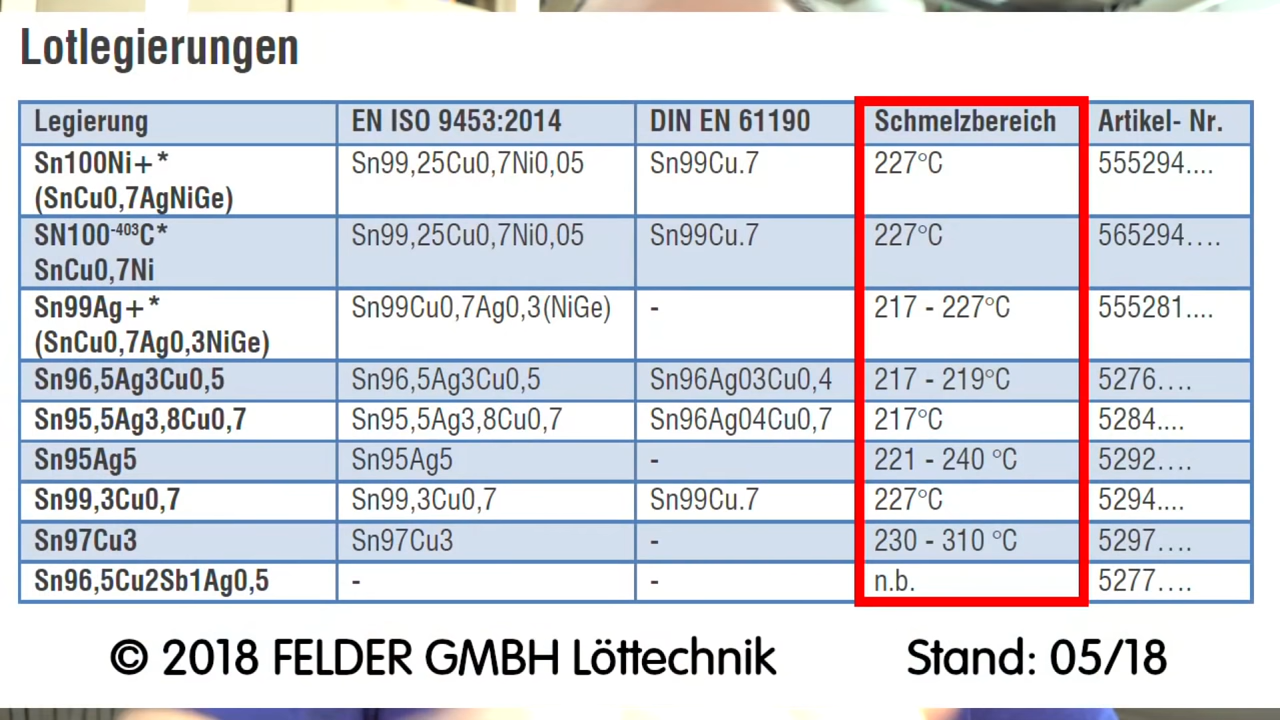 Lotlegierungen
Legierung EN ISO 9453:2014 DIN EN 61190 Schmelzbereich Artikel- Nr.
Sn100Ni+* Sn99,25Cu0,7Ni0,05 Sn99Cu.7 227°C 555294....
(SnCu0,7AgNiGe)
SN100-403C* Sn99,25Cu0,7Ni0,05 Sn99Cu.7 227°C 565294....
SnCu0,7Ni
Sn99Ag+* Sn99Cu0,7Ag0,3(NiGe) - 217 - 227°C 555281....
(SnCu0,7Ag0,3NiGe)
Sn96,5Ag3Cu0,5 Sn96,5Ag3Cu0,5 Sn96Ag03Cu0,4 217 - 219°C 5276....
Sn95,5Ag3,8Cu0,7 Sn95,5Ag3,8Cu0,7 Sn96Ag04Cu0,7 217°C 5284....
Sn95Ag5 Sn95Ag5 - 221 - 240 °C 5292....
Sn99,3Cu0,7 Sn99,3Cu0,7 Sn99Cu.7 227°C 5294....
Sn97Cu3 Sn97Cu3 - 230 - 310 °C 5297....
Sn96,5Cu2Sb1Ag0,5 - - n.b. 5277....
© 2018 FELDER GMBH Löttechnik Stand: 05/18